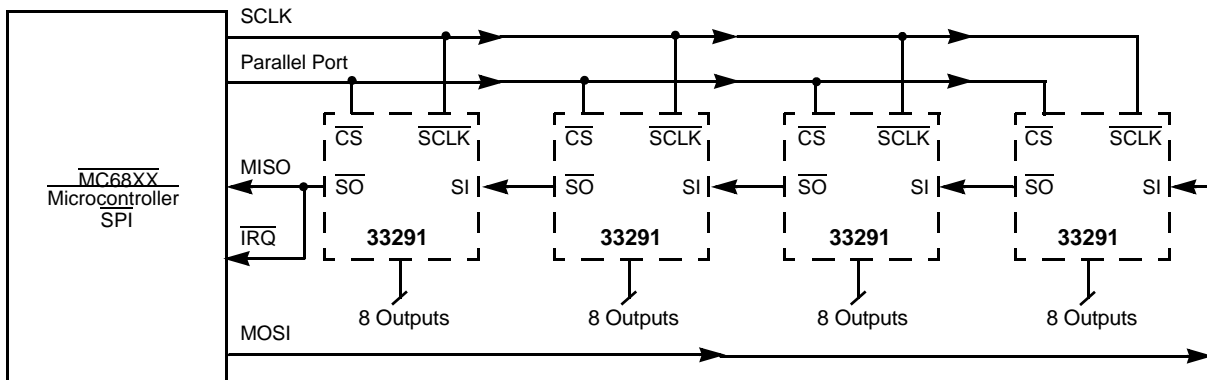 SCLK
Parallel Port
CS SCLK CS SCLK CS SCLK CS SCLK
MISO
SO SI SO SI SO SI SO SI
MC68XX
Microcontroller
SPI
IRQ
33291 33291 33291 33291
8 Outputs 8 Outputs 8 Outputs 8 Outputs
MOSI